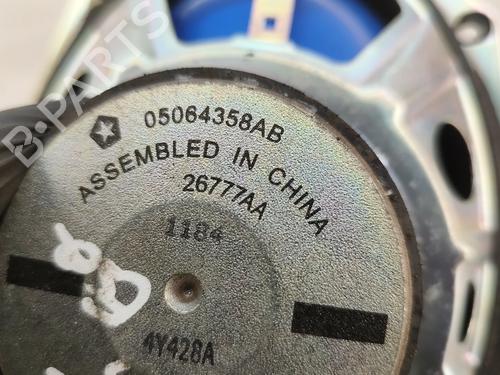 B-PARTS
05064358AB
ASSEMBLED IN CHINA
26777AA
1184
4Y428A